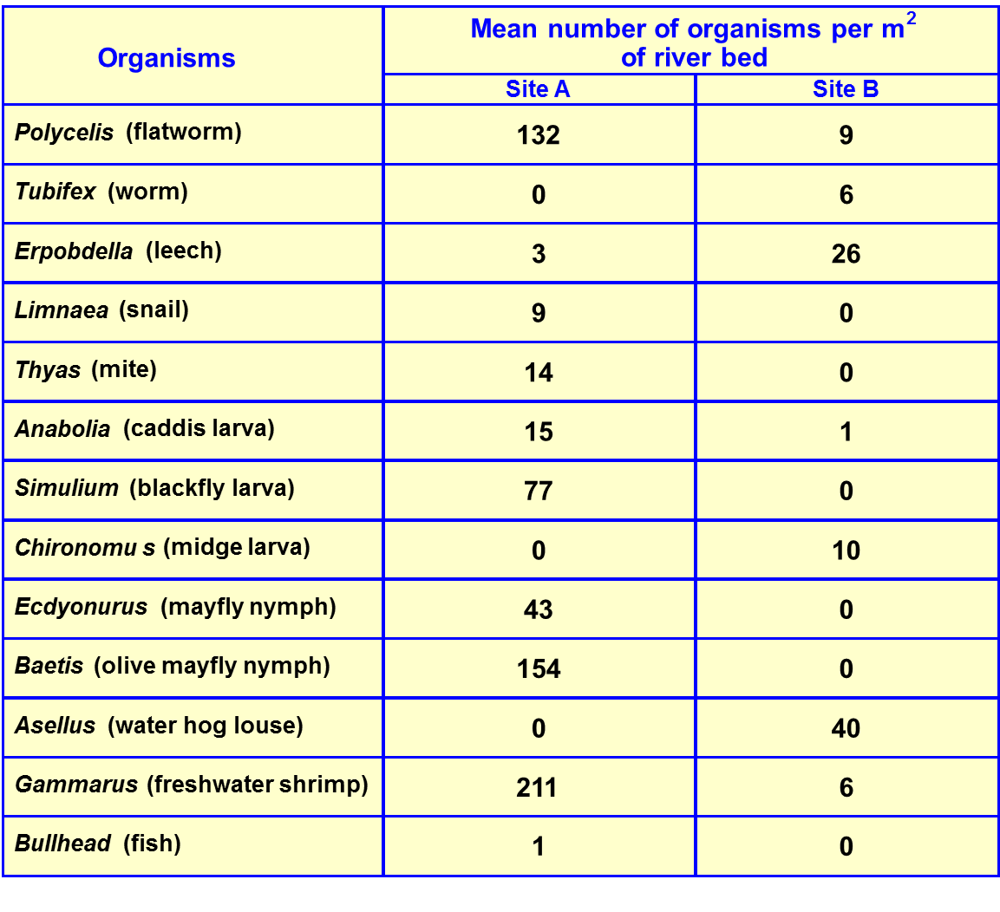 Organisms
Mean number of organisms per m2
of river bed
Site A Site B
Polycelis (flatworm) 132 9
Tubifex (worm) 0 6
Erpobdella (leech) 3 26
Limnaea (snail) 9 0
Thyas (mite) 14 0
Anabolia (caddis larva) 15 1
Simulium (blackfly larva) 77 0
Chironomu s (midge larva) 0 10
Ecdyonurus (mayfly nymph) 43 0
Baetis (olive mayfly nymph) 154 0
Asellus (water hog louse) 0 40
Gammarus (freshwater shrimp) 211 6
Bullhead (fish) 1 0